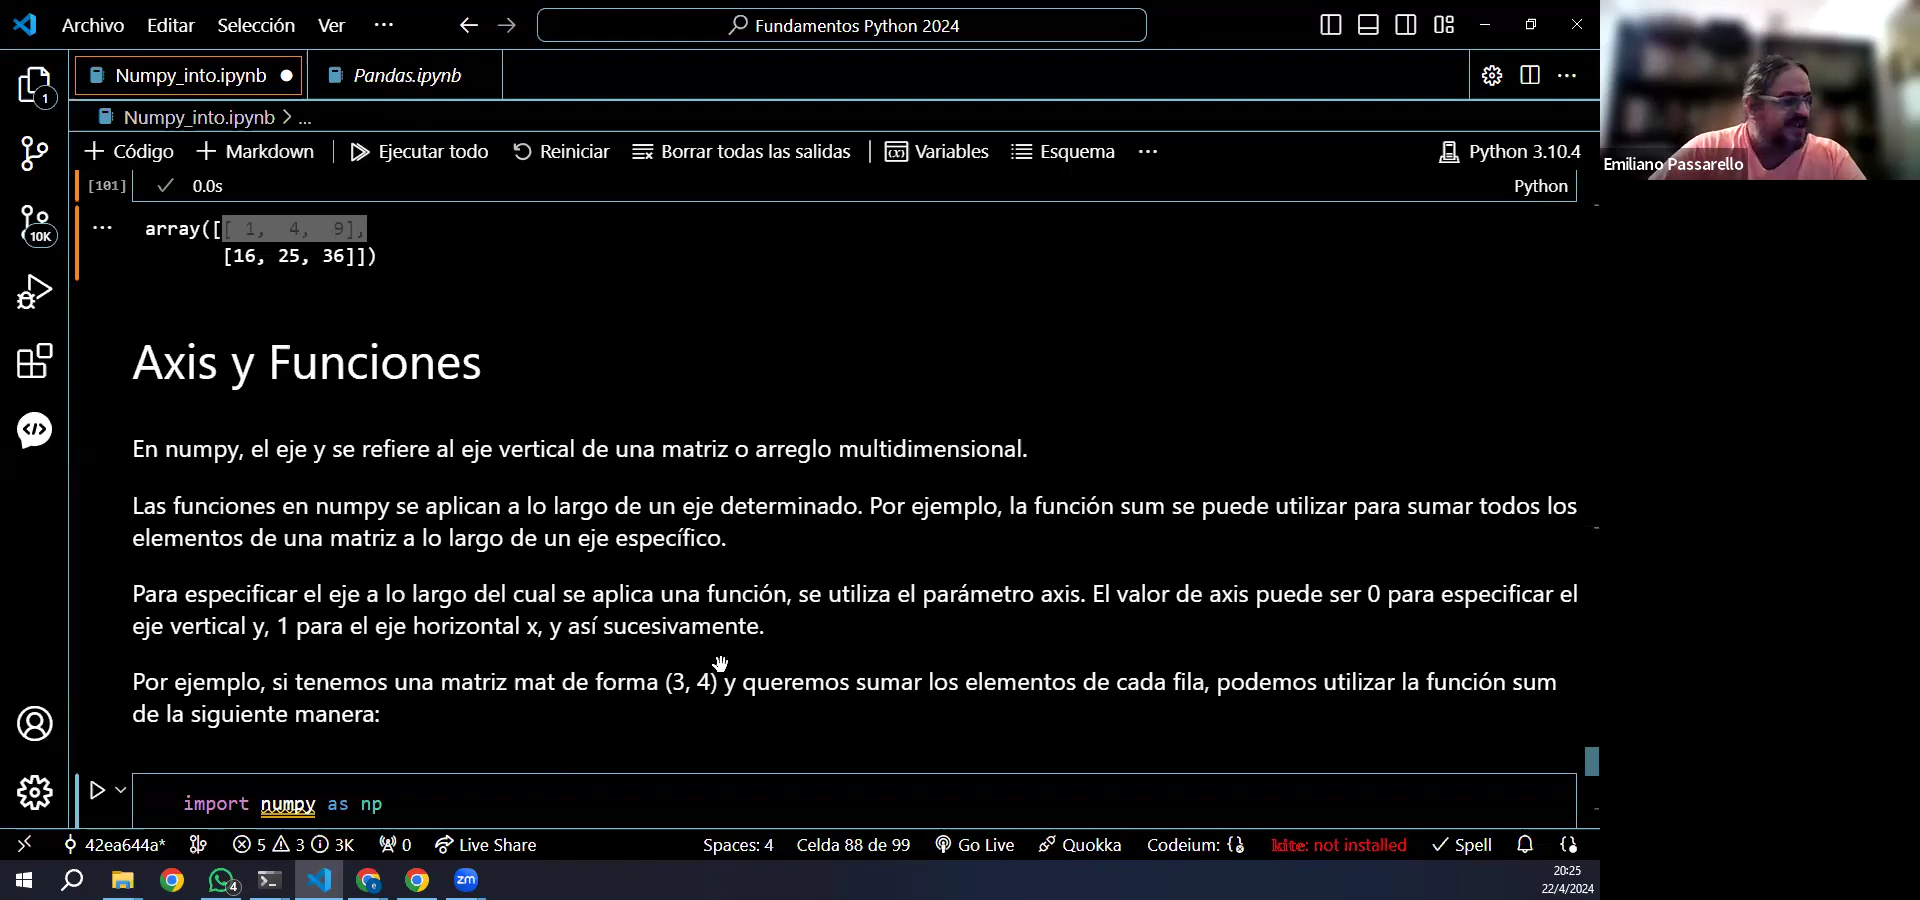 Archivo Editar Selección Ver ··· Fundamentos Python 2024
Numpy_into.ipynb Pandas.ipynb
1
Numpy_into.ipynb > ...
+ Código + Markdown Ejecutar todo Reiniciar Borrar todas las salidas Variables Esquema ··· Python 3.10.4
Emiliano Passarello
[101] 0.0s Python
10K
··· array([[ 1, 4, 9],
[16, 25, 36]])
Axis y Funciones
En numpy, el eje y se refiere al eje vertical de una matriz o arreglo multidimensional.
Las funciones en numpy se aplican a lo largo de un eje determinado. Por ejemplo, la función sum se puede utilizar para sumar todos los
elementos de una matriz a lo largo de un eje específico.
Para especificar el eje a lo largo del cual se aplica una función, se utiliza el parámetro axis. El valor de axis puede ser 0 para especificar el
eje vertical y, 1 para el eje horizontal x, y así sucesivamente.
Por ejemplo, si tenemos una matriz mat de forma (3, 4) y queremos sumar los elementos de cada fila, podemos utilizar la función sum
de la siguiente manera:
import numpy as np
42ea644a* 5 3 3K 0 Live Share Spaces: 4 Celda 88 de 99 Go Live Quokka Codeium: {} kite: not installed Spell
4 zm
20:25
22/4/2024